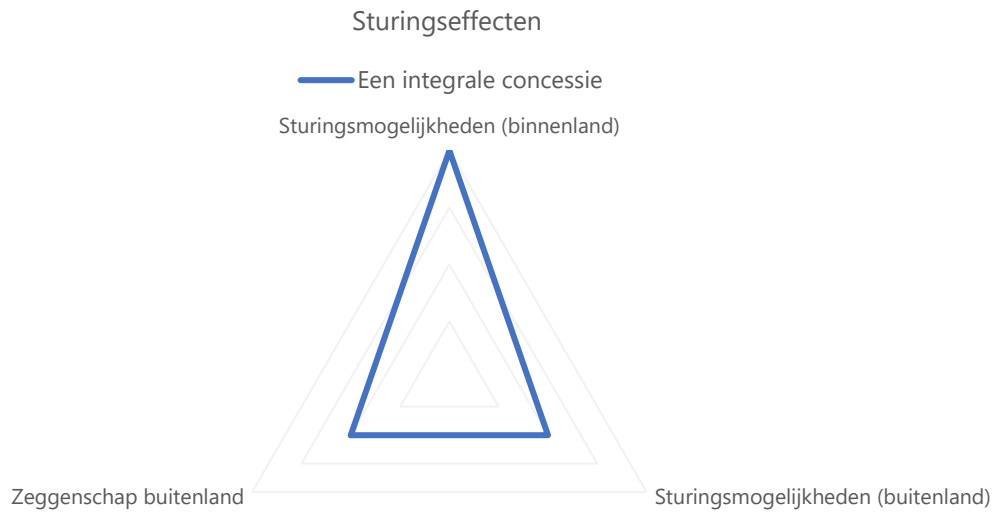 Sturingseffecten
Een integrale concessie
Sturingsmogelijkheden (binnenland)
Zeggenschap buitenland
Sturingsmogelijkheden (buitenland)